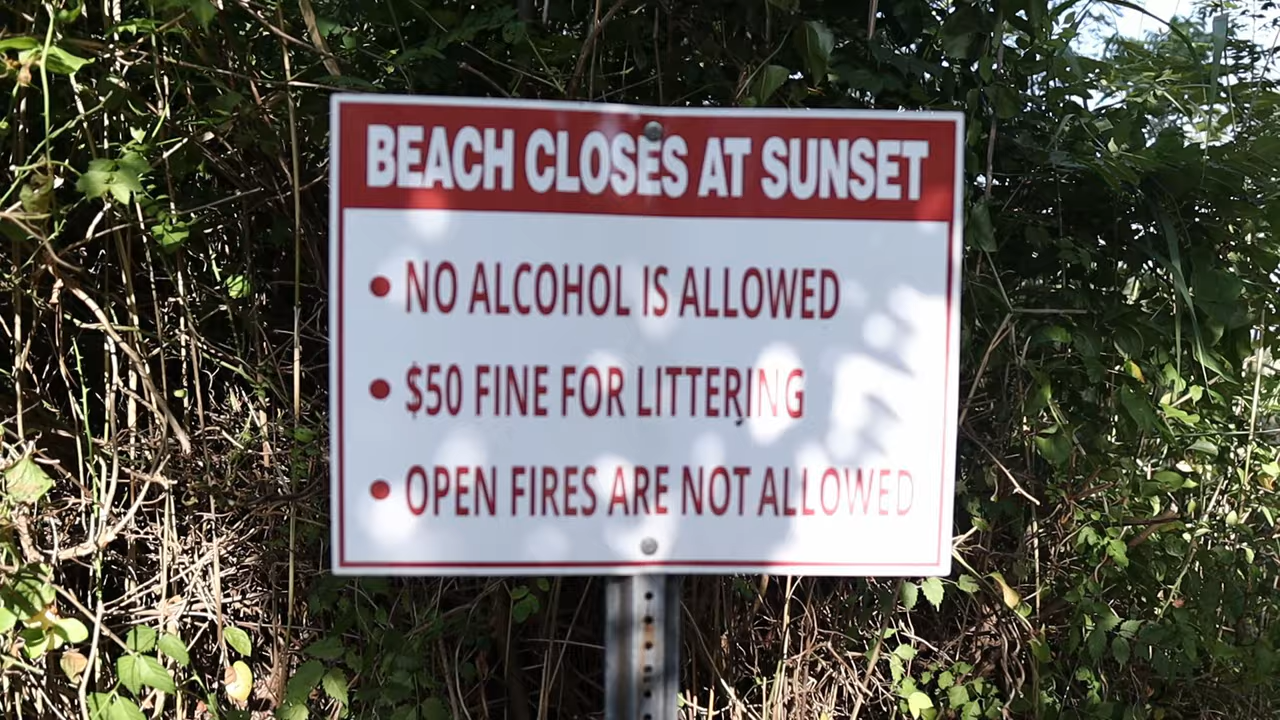 BEACH CLOSES AT SUNSET
• NO ALCOHOL IS ALLOWED
• $50 FINE FOR LITTERING
• OPEN FIRES ARE NOT ALLOWED